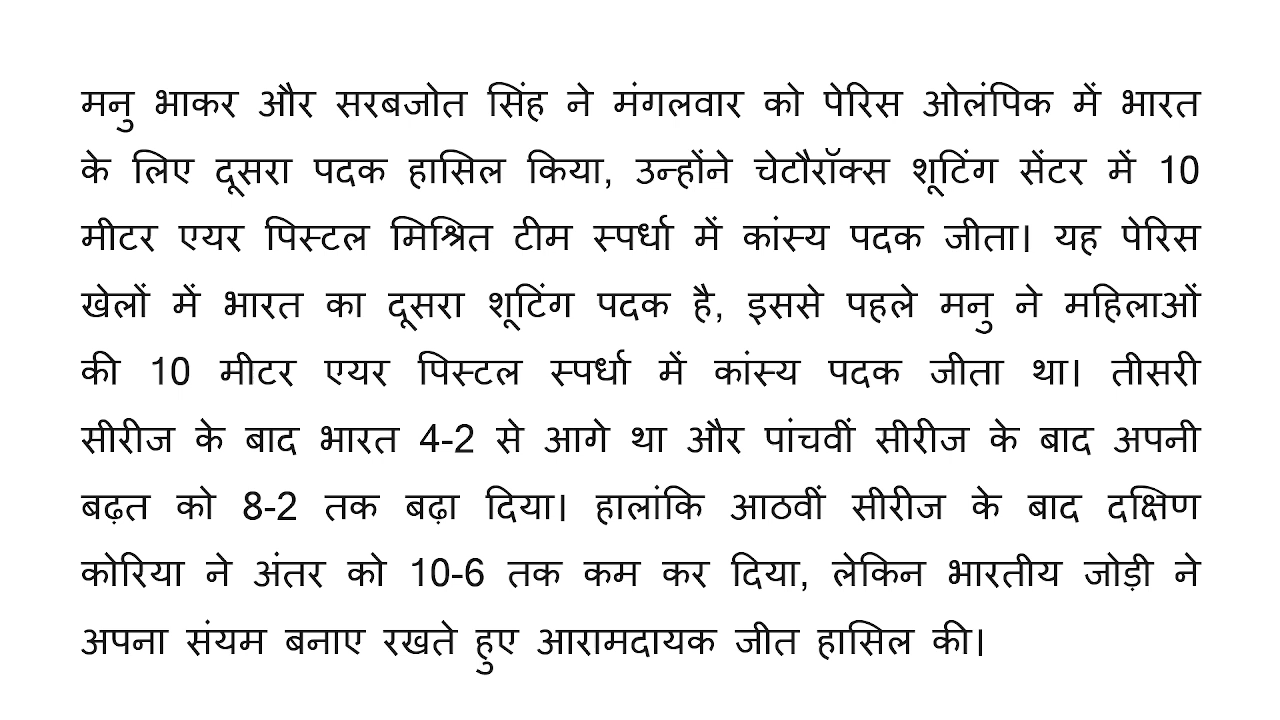 मनु भाकर और सरबजोत सिंह ने मंगलवार को पेरिस ओलंपिक में भारत
के लिए दूसरा पदक हासिल किया, उन्होंने चेटौरॉक्स शूटिंग सेंटर में 10
मीटर एयर पिस्टल मिश्रित टीम स्पर्धा में कांस्य पदक जीता। यह पेरिस
खेलों में भारत का दूसरा शूटिंग पदक है, इससे पहले मनु ने महिलाओं
की 10 मीटर एयर पिस्टल स्पर्धा में कांस्य पदक जीता था। तीसरी
सीरीज के बाद भारत 4-2 से आगे था और पांचवीं सीरीज के बाद अपनी
बढ़त को 8-2 तक बढ़ा दिया। हालांकि आठवीं सीरीज के बाद दक्षिण
कोरिया ने अंतर को 10-6 तक कम कर दिया, लेकिन भारतीय जोड़ी ने
अपना संयम बनाए रखते हुए आरामदायक जीत हासिल की।